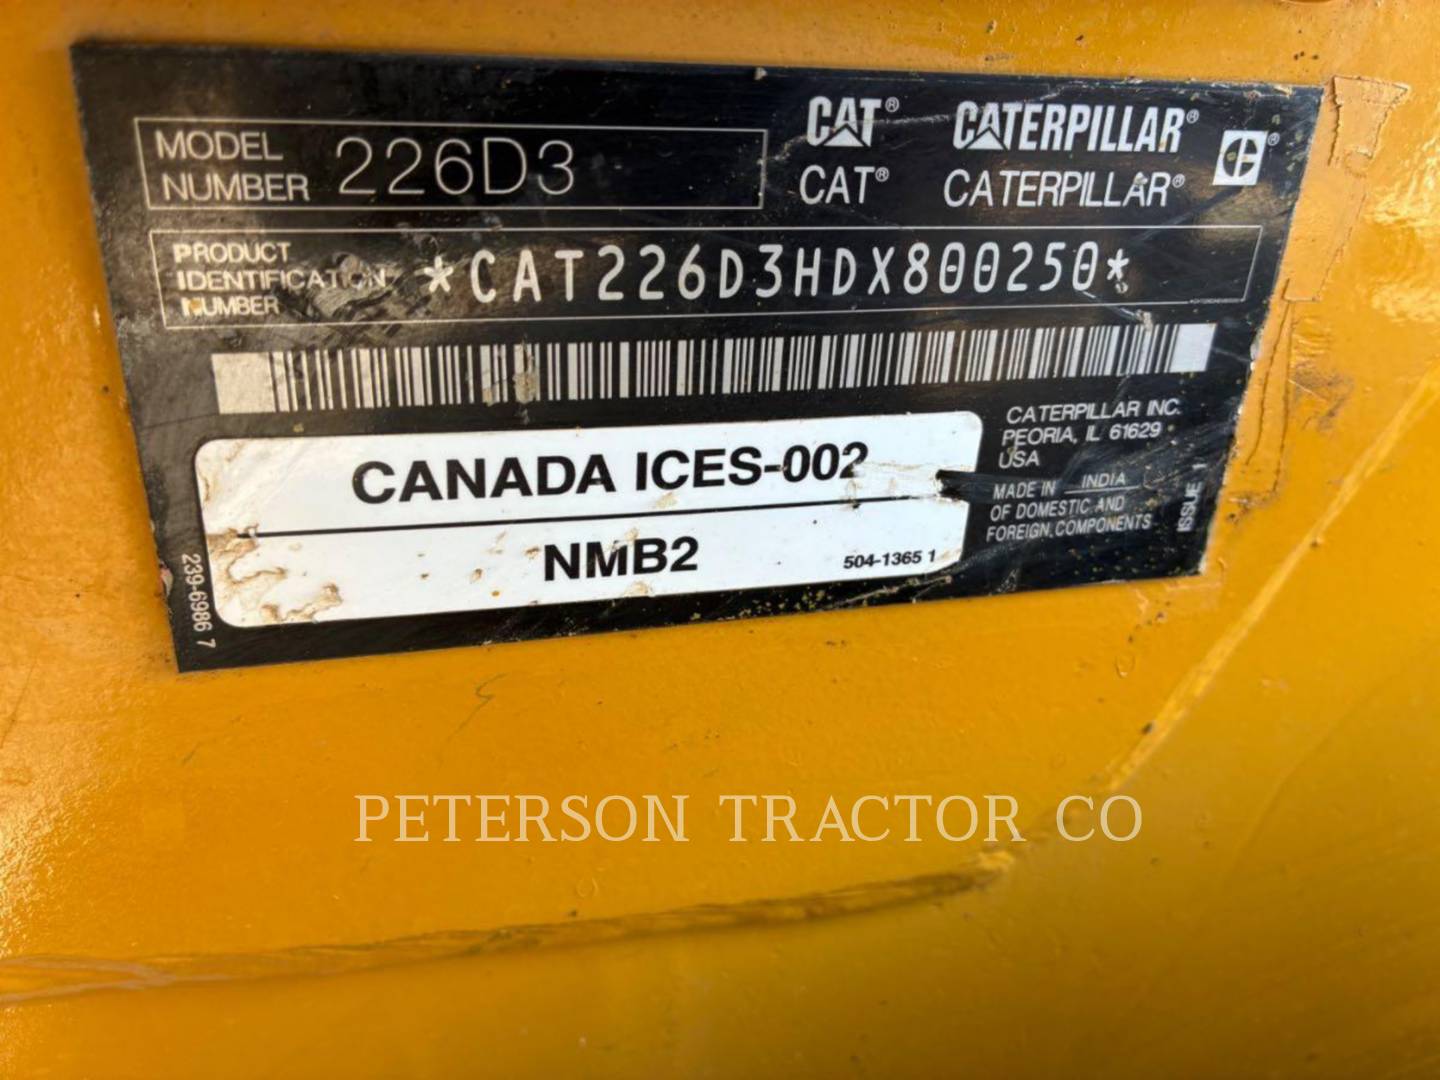 MODEL
NUMBER 226D3
CAT® CATERPILLAR®
CAT® CATERPILLAR®
PRODUCT
IDENTIFICATION
NUMBER
*CAT226D3HDX800250*
CANADA ICES-002
NMB2
504-1365 1
CATERPILLAR INC.
PEORIA, IL 61629
USA
MADE IN INDIA
OF DOMESTIC AND
FOREIGN COMPONENTS
ISSUE 1
239-6986 7
PETERSON TRACTOR CO